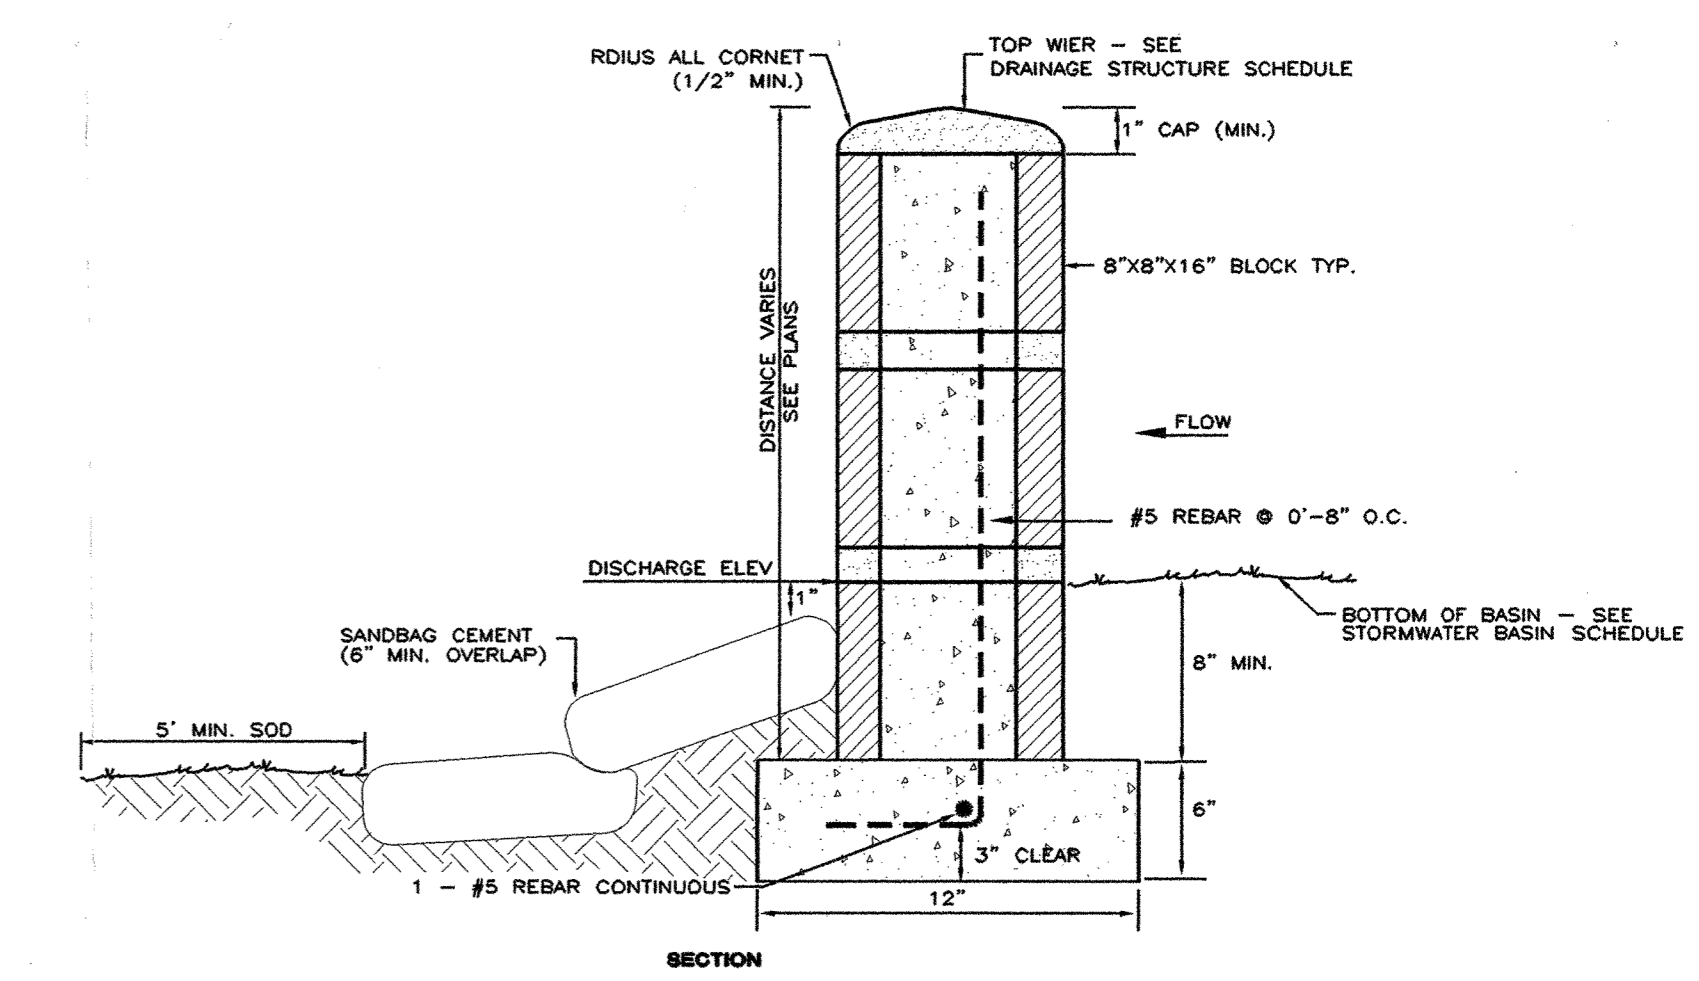 RDIUS ALL CORNET
(1/2" MIN.)
TOP WIER – SEE
DRAINAGE STRUCTURE SCHEDULE
1" CAP (MIN.)
8"X8"X16" BLOCK TYP.
DISTANCE VARIES
SEE PLANS
FLOW
#5 REBAR @ 0'-8" O.C.
DISCHARGE ELEV
1"
BOTTOM OF BASIN – SEE
STORMWATER BASIN SCHEDULE
SANDBAG CEMENT
(6" MIN. OVERLAP)
8" MIN.
5' MIN. SOD
6"
3" CLEAR
1 – #5 REBAR CONTINUOUS
12"
SECTION